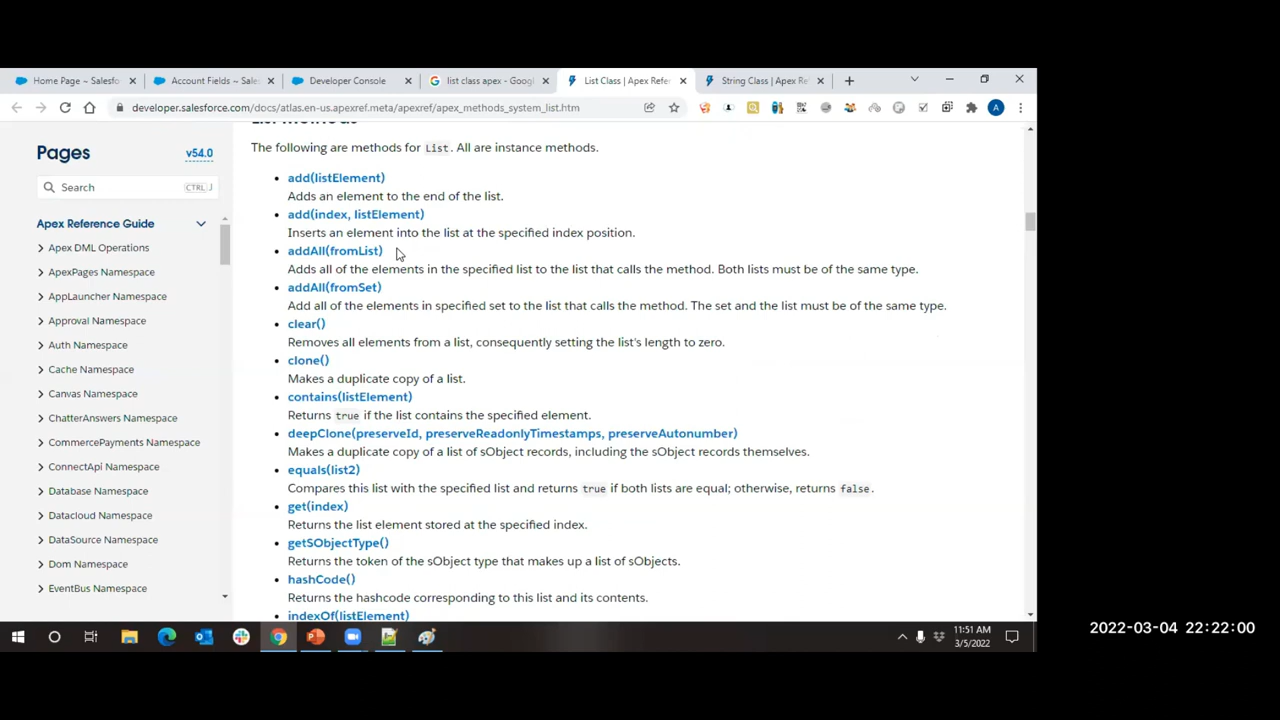 Home Page ~ Salesfo
Account Fields ~ Sale
Developer Console
list class apex - Googl
List Class | Apex Refe
String Class | Apex Re
developer.salesforce.com/docs/atlas.en-us.apexref.meta/apexref/apex_methods_system_list.htm
A
Pages
v54.0
Search
CTRL J
Apex Reference Guide
Apex DML Operations
ApexPages Namespace
AppLauncher Namespace
Approval Namespace
Auth Namespace
Cache Namespace
Canvas Namespace
ChatterAnswers Namespace
CommercePayments Namespace
ConnectApi Namespace
Database Namespace
Datacloud Namespace
DataSource Namespace
Dom Namespace
EventBus Namespace
List Methods
The following are methods for List. All are instance methods.
add(listElement)
Adds an element to the end of the list.
add(index, listElement)
Inserts an element into the list at the specified index position.
addAll(fromList)
Adds all of the elements in the specified list to the list that calls the method. Both lists must be of the same type.
addAll(fromSet)
Add all of the elements in specified set to the list that calls the method. The set and the list must be of the same type.
clear()
Removes all elements from a list, consequently setting the list's length to zero.
clone()
Makes a duplicate copy of a list.
contains(listElement)
Returns true if the list contains the specified element.
deepClone(preserveId, preserveReadonlyTimestamps, preserveAutonumber)
Makes a duplicate copy of a list of sObject records, including the sObject records themselves.
equals(list2)
Compares this list with the specified list and returns true if both lists are equal; otherwise, returns false.
get(index)
Returns the list element stored at the specified index.
getSObjectType()
Returns the token of the sObject type that makes up a list of sObjects.
hashCode()
Returns the hashcode corresponding to this list and its contents.
indexOf(listElement)
11:51 AM
3/5/2022
2022-03-04 22:22:00